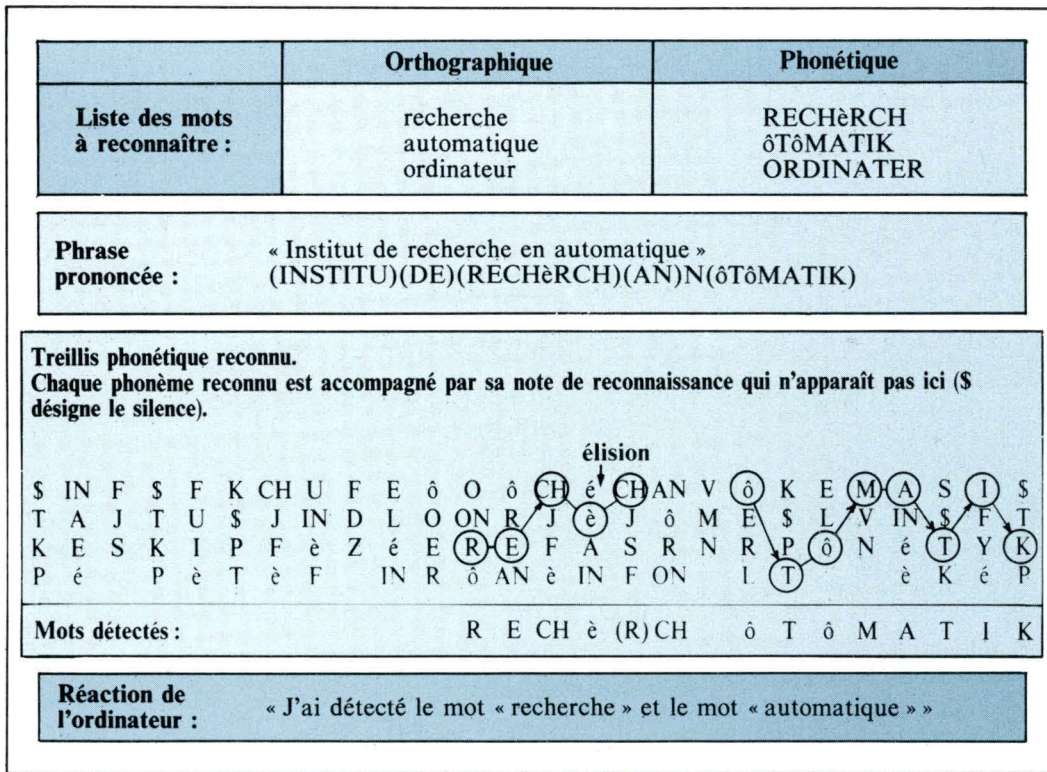 Orthographique Phonétique
Liste des mots recherche RECHèRCH
à reconnaître : automatique ôTôMATIK
ordinateur ORDINATER
Phrase « Institut de recherche en automatique »
prononcée : (INSTITU)(DE)(RECHèRCH)(AN)N(ôTôMATIK)
Treillis phonétique reconnu.
Chaque phonème reconnu est accompagné par sa note de reconnaissance qui n'apparaît pas ici ($
désigne le silence).
élision
$ IN F $ F K CH U F E ô O ô CH é CH AN V ô K E M A S I $
T A J T U $ J IN D L O ON R J è J ô M E $ L V IN $ F T
K E S K I P F è Z é E R E F A S R N R P ô N é T Y K
P é P è T è F IN R ô AN è IN F ON L T è K é P
Mots détectés : R E CH è (R) CH ô T ô M A T I K
Réaction de « J'ai détecté le mot « recherche » et le mot « automatique » »
l'ordinateur :